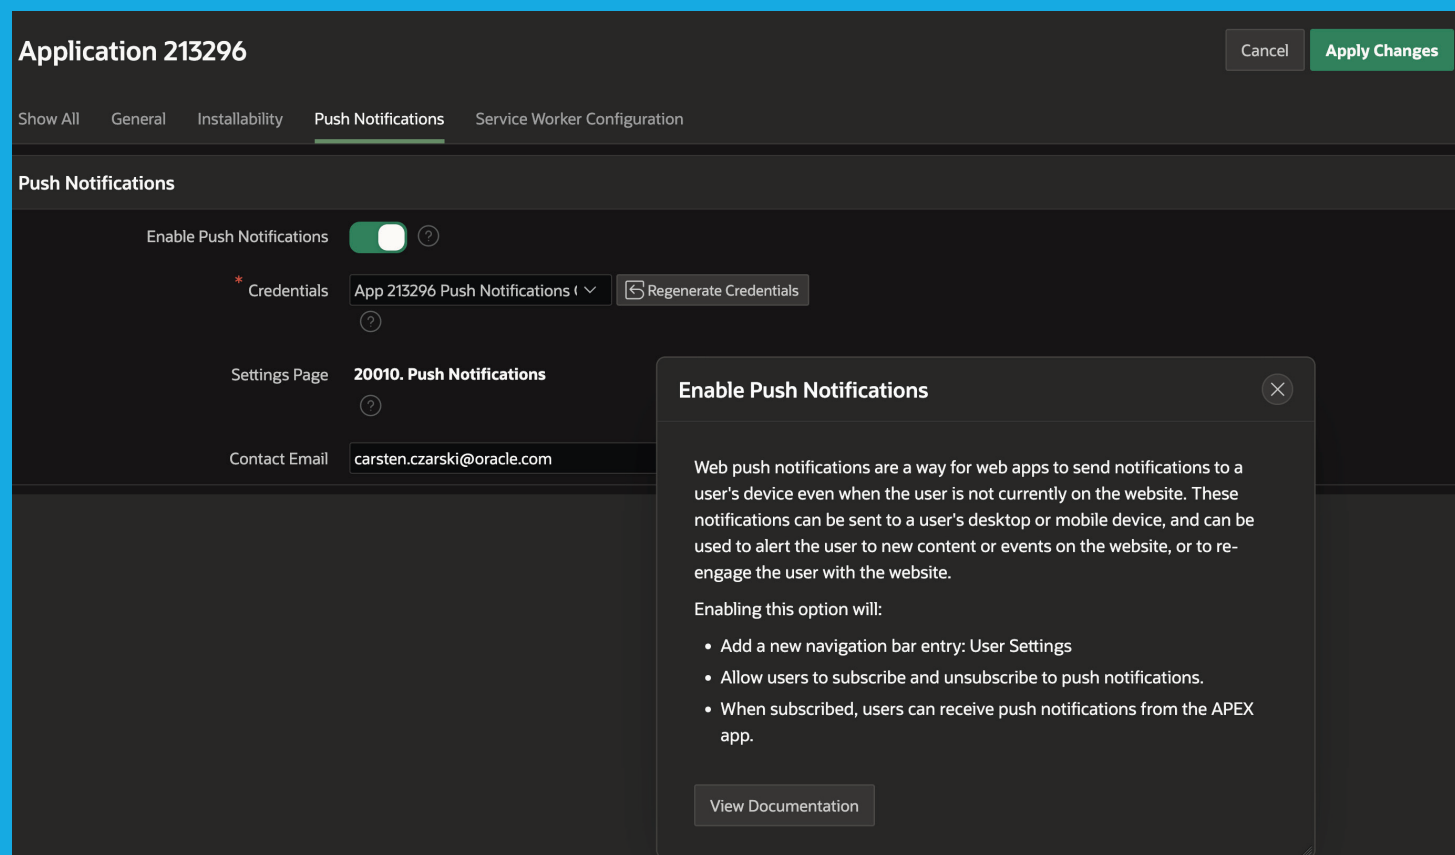 Application 213296
Cancel
Apply Changes
Show All
General
Installability
Push Notifications
Service Worker Configuration
Push Notifications
Enable Push Notifications
?
* Credentials
App 213296 Push Notifications (
Regenerate Credentials
?
Settings Page
20010. Push Notifications
?
Contact Email
carsten.czarski@oracle.com
Enable Push Notifications
Web push notifications are a way for web apps to send notifications to a
user's device even when the user is not currently on the website. These
notifications can be sent to a user's desktop or mobile device, and can be
used to alert the user to new content or events on the website, or to re-
engage the user with the website.
Enabling this option will:
• Add a new navigation bar entry: User Settings
• Allow users to subscribe and unsubscribe to push notifications.
• When subscribed, users can receive push notifications from the APEX
app.
View Documentation